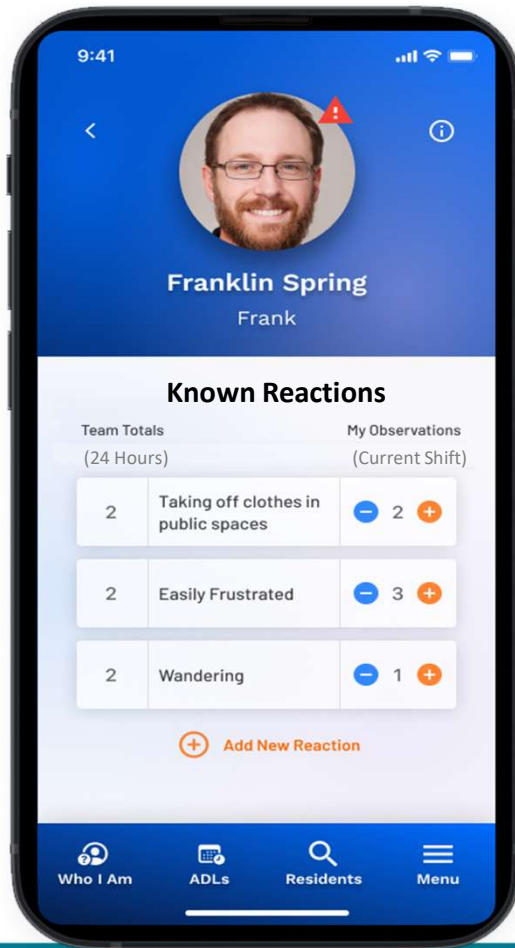 9:41
Franklin Spring
Frank
Known Reactions
Team Totals
(24 Hours)
My Observations
(Current Shift)
2
Taking off clothes in
public spaces
2
2
Easily Frustrated
3
2
Wandering
1
Add New Reaction
Who I Am
ADLs
Residents
Menu